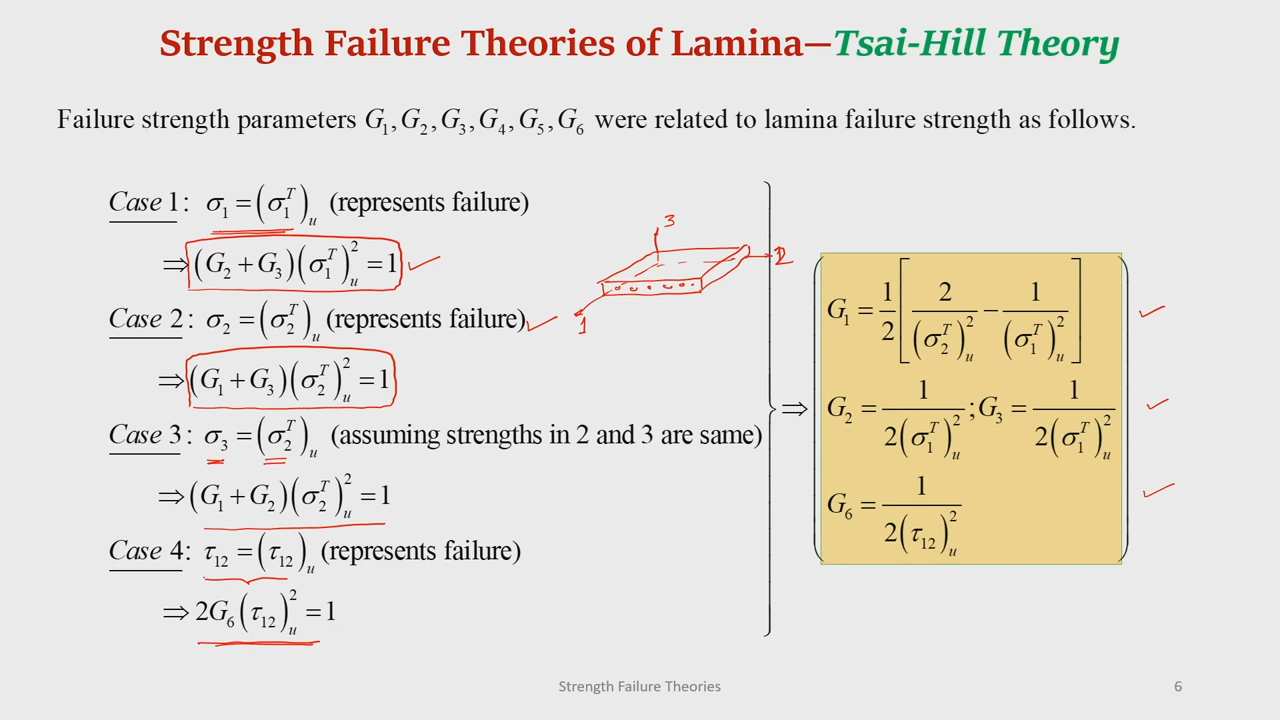 Strength Failure Theories of Lamina—Tsai-Hill Theory
Failure strength parameters G₁, G₂, G₃, G₄, G₅, G₆ were related to lamina failure strength as follows.
Case 1: σ₁ = (σ₁ᵀ)ᵤ (represents failure)
⇒ (G₂ + G₃)(σ₁ᵀ)ᵤ² = 1
Case 2: σ₂ = (σ₂ᵀ)ᵤ (represents failure)
⇒ (G₁ + G₃)(σ₂ᵀ)ᵤ² = 1
Case 3: σ₃ = (σ₂ᵀ)ᵤ (assuming strengths in 2 and 3 are same)
⇒ (G₁ + G₂)(σ₂ᵀ)ᵤ² = 1
Case 4: τ₁₂ = (τ₁₂)ᵤ (represents failure)
⇒ 2G₆(τ₁₂)ᵤ² = 1
3
2
1
⇒
G₁ = 1/2 [2/(σ₂ᵀ)ᵤ² − 1/(σ₁ᵀ)ᵤ²]
G₂ = 1/2(σ₁ᵀ)ᵤ² ; G₃ = 1/2(σ₁ᵀ)ᵤ²
G₆ = 1/2(τ₁₂)ᵤ²
Strength Failure Theories
6